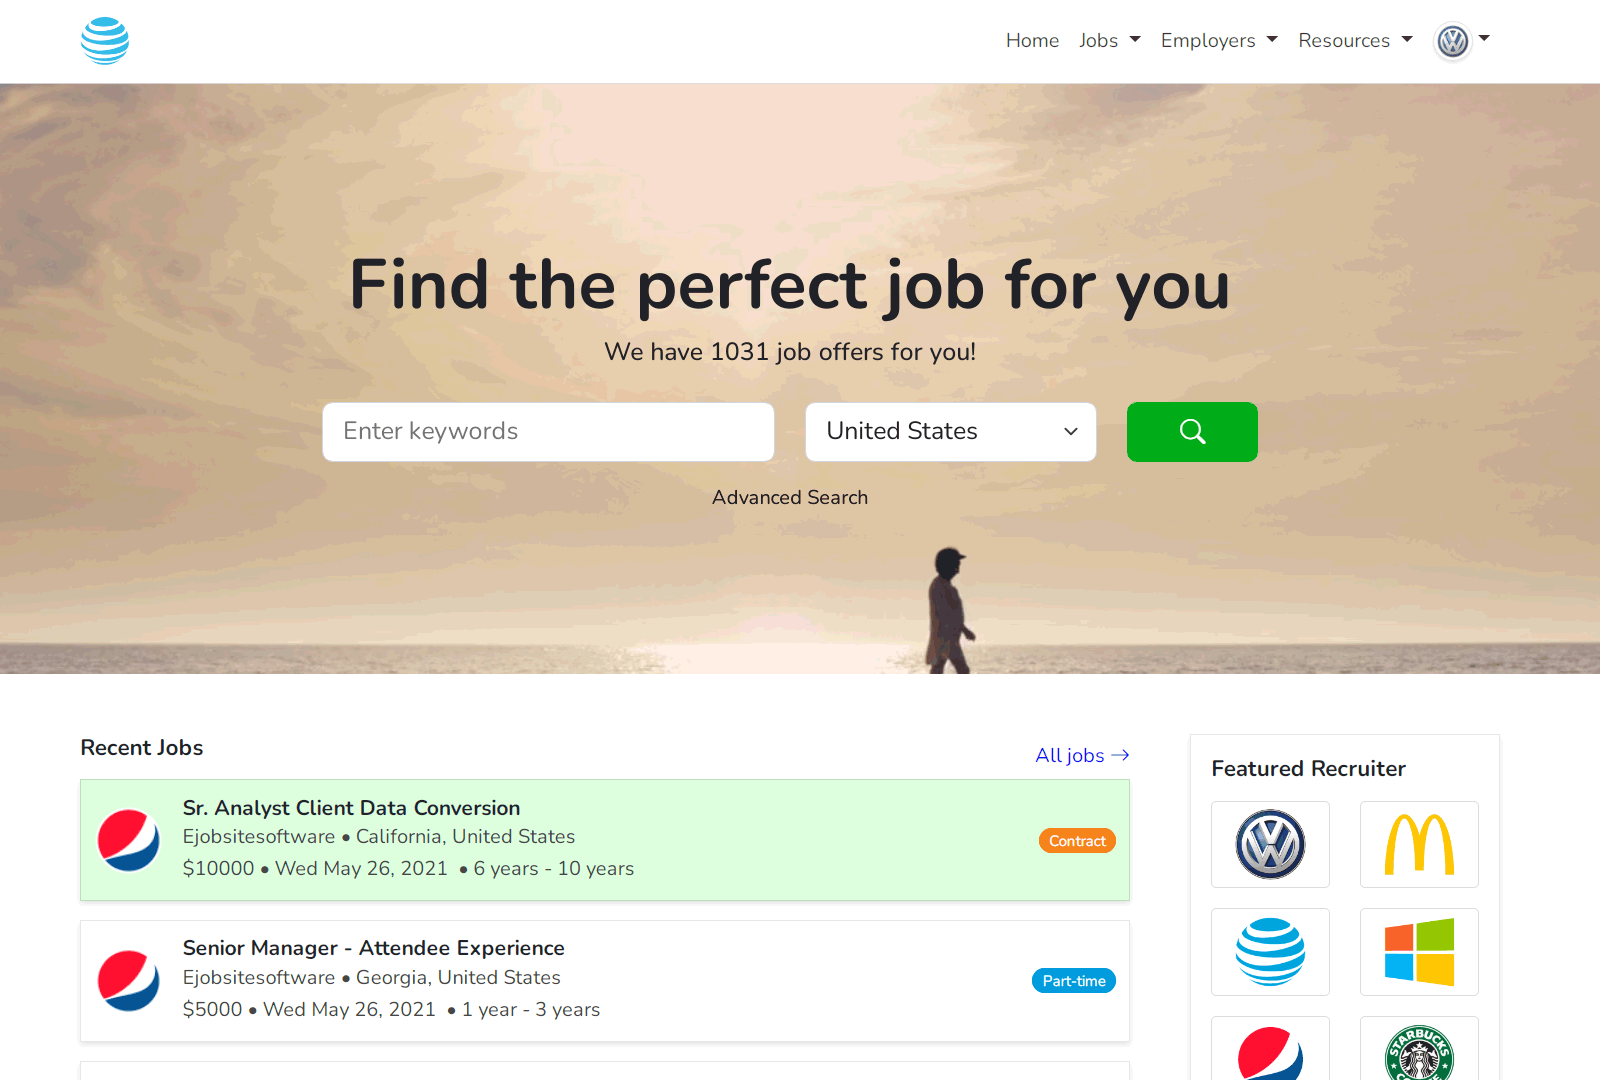 Home Jobs Employers Resources
Find the perfect job for you
We have 1031 job offers for you!
Enter keywords
United States
Advanced Search
Recent Jobs
All jobs →
Sr. Analyst Client Data Conversion
Ejobsitesoftware • California, United States
$10000 • Wed May 26, 2021 • 6 years - 10 years
Contract
Senior Manager - Attendee Experience
Ejobsitesoftware • Georgia, United States
$5000 • Wed May 26, 2021 • 1 year - 3 years
Part-time
Featured Recruiter
STARBUCKS